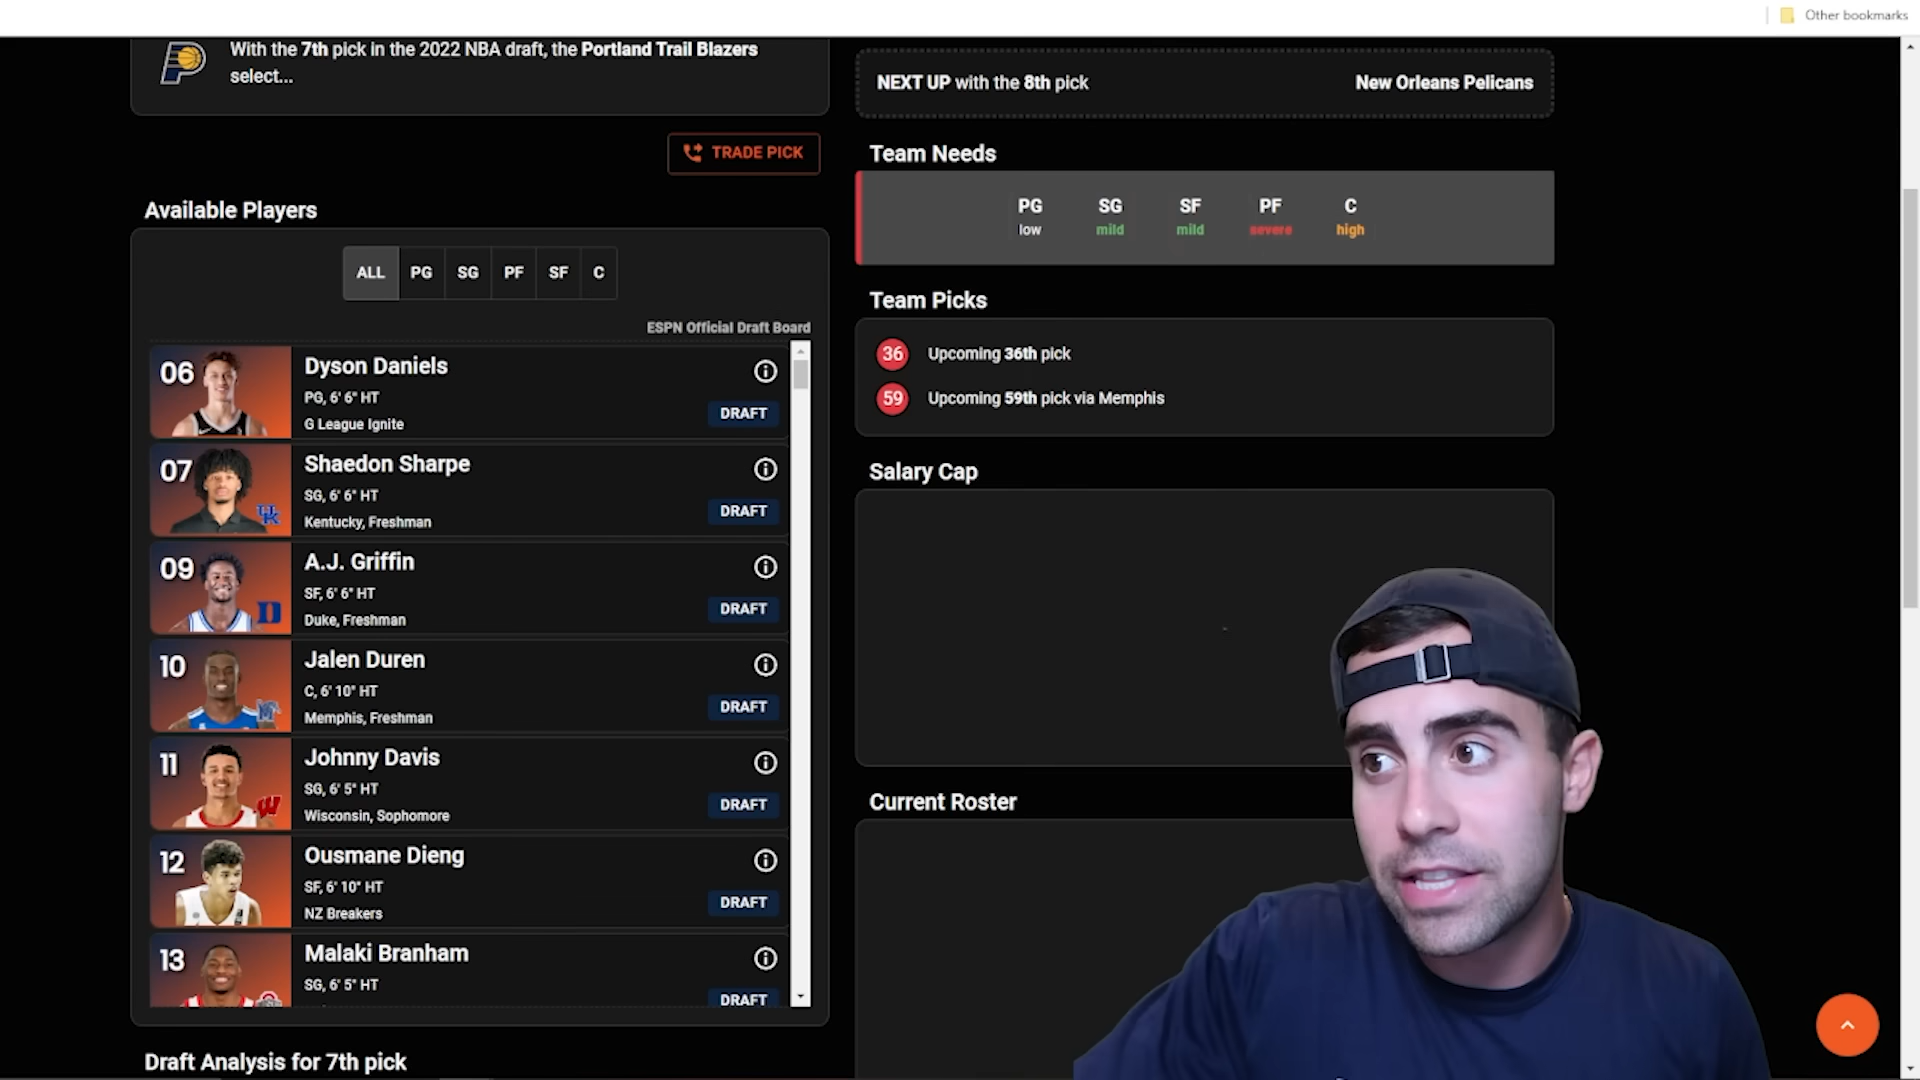 Other bookmarks
With the 7th pick in the 2022 NBA draft, the Portland Trail Blazers
select...
TRADE PICK
Available Players
ALL PG SG PF SF C
ESPN Official Draft Board
06
Dyson Daniels
PG, 6' 6" HT
G League Ignite
DRAFT
07
Shaedon Sharpe
SG, 6' 6" HT
Kentucky, Freshman
DRAFT
09
A.J. Griffin
SF, 6' 6" HT
Duke, Freshman
DRAFT
10
Jalen Duren
C, 6' 10" HT
Memphis, Freshman
DRAFT
11
Johnny Davis
SG, 6' 5" HT
Wisconsin, Sophomore
DRAFT
12
Ousmane Dieng
SF, 6' 10" HT
NZ Breakers
DRAFT
13
Malaki Branham
SG, 6' 5" HT
DRAFT
Draft Analysis for 7th pick
NEXT UP with the 8th pick New Orleans Pelicans
Team Needs
PG SG SF PF C
low mild mild severe high
Team Picks
36 Upcoming 36th pick
59 Upcoming 59th pick via Memphis
Salary Cap
Current Roster